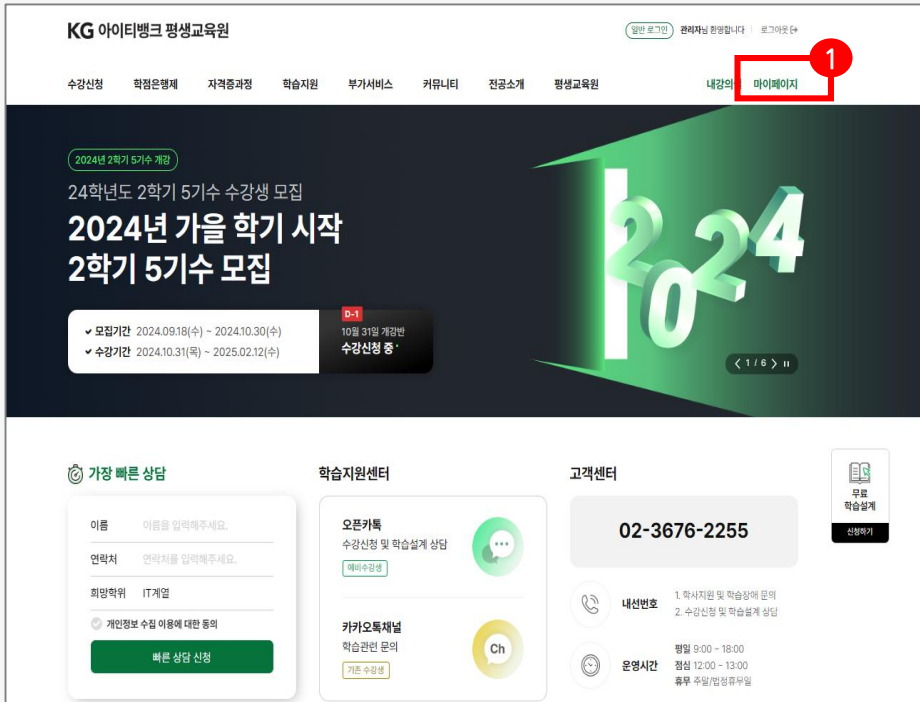 KG 아이티뱅크 평생교육원
일반 로그인 관리자님 환영합니다 로그아웃
1
수강신청 학점은행제 자격증과정 학습지원 부가서비스 커뮤니티 전공소개 평생교육원 내강의실 마이페이지
2024년 2학기 5기수 개강
24학년도 2학기 5기수 수강생 모집
2024년 가을 학기 시작
2학기 5기수 모집
2024
모집기간 2024.09.18(수) ~ 2024.10.30(수)
수강기간 2024.10.31(목) ~ 2025.02.12(수)
D-1
10월 31일 개강반
수강신청 중
1 / 6
가장 빠른 상담
이름 이름을 입력해주세요.
연락처 연락처를 입력해주세요.
희망학위 IT계열
개인정보 수집 이용에 대한 동의
빠른 상담 신청
학습지원센터
오픈카톡
수강신청 및 학습설계 상담
예비수강생
카카오톡채널
학습관련 문의
기존 수강생
Ch
고객센터
02-3676-2255
내선번호
1. 학사지원 및 학습장애 문의
2. 수강신청 및 학습설계 상담
운영시간
평일 9:00 - 18:00
점심 12:00 - 13:00
휴무 주말/법정휴무일
무료
학습설계
신청하기